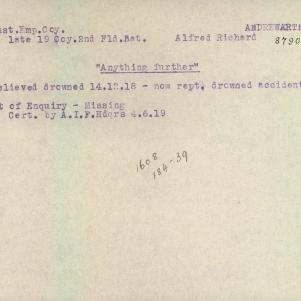 ust.Emp.Coy. ANDREWARTH
late 19 Coy.2nd Fld.Bat. Alfred Richard 8790
"Anything further"
elieved drowned 14.12.18 - now rept. drowned accident
t of Enquiry - Missing
Cert. by A.I.F.Hdqrs 4.6.19
1608
184-39